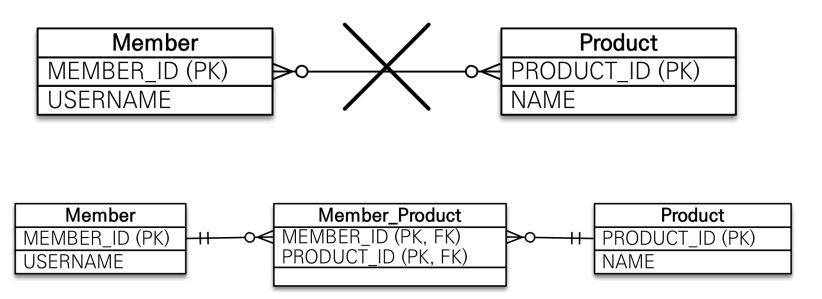 Member
MEMBER_ID (PK)
USERNAME
Product
PRODUCT_ID (PK)
NAME
Member
MEMBER_ID (PK)
USERNAME
Member_Product
MEMBER_ID (PK, FK)
PRODUCT_ID (PK, FK)
Product
PRODUCT_ID (PK)
NAME